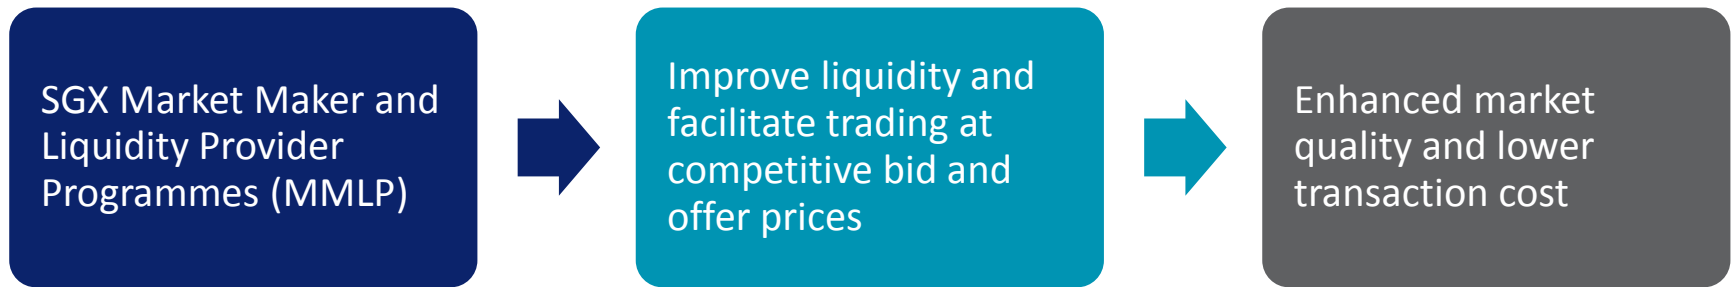 SGX Market Maker and
Liquidity Provider
Programmes (MMLP)
Improve liquidity and
facilitate trading at
competitive bid and
offer prices
Enhanced market
quality and lower
transaction cost